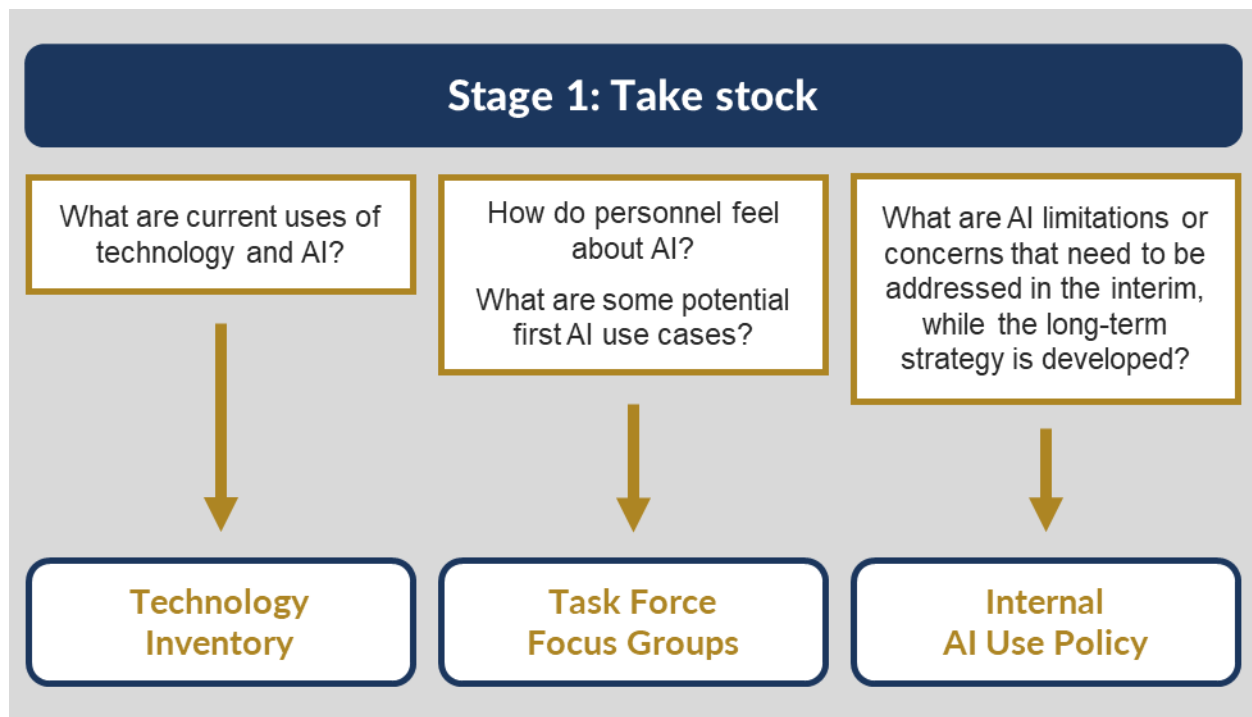 Stage 1: Take stock
What are current uses of
technology and AI?
How do personnel feel
about AI?
What are some potential
first AI use cases?
What are AI limitations or
concerns that need to be
addressed in the interim,
while the long-term
strategy is developed?
Technology
Inventory
Task Force
Focus Groups
Internal
AI Use Policy